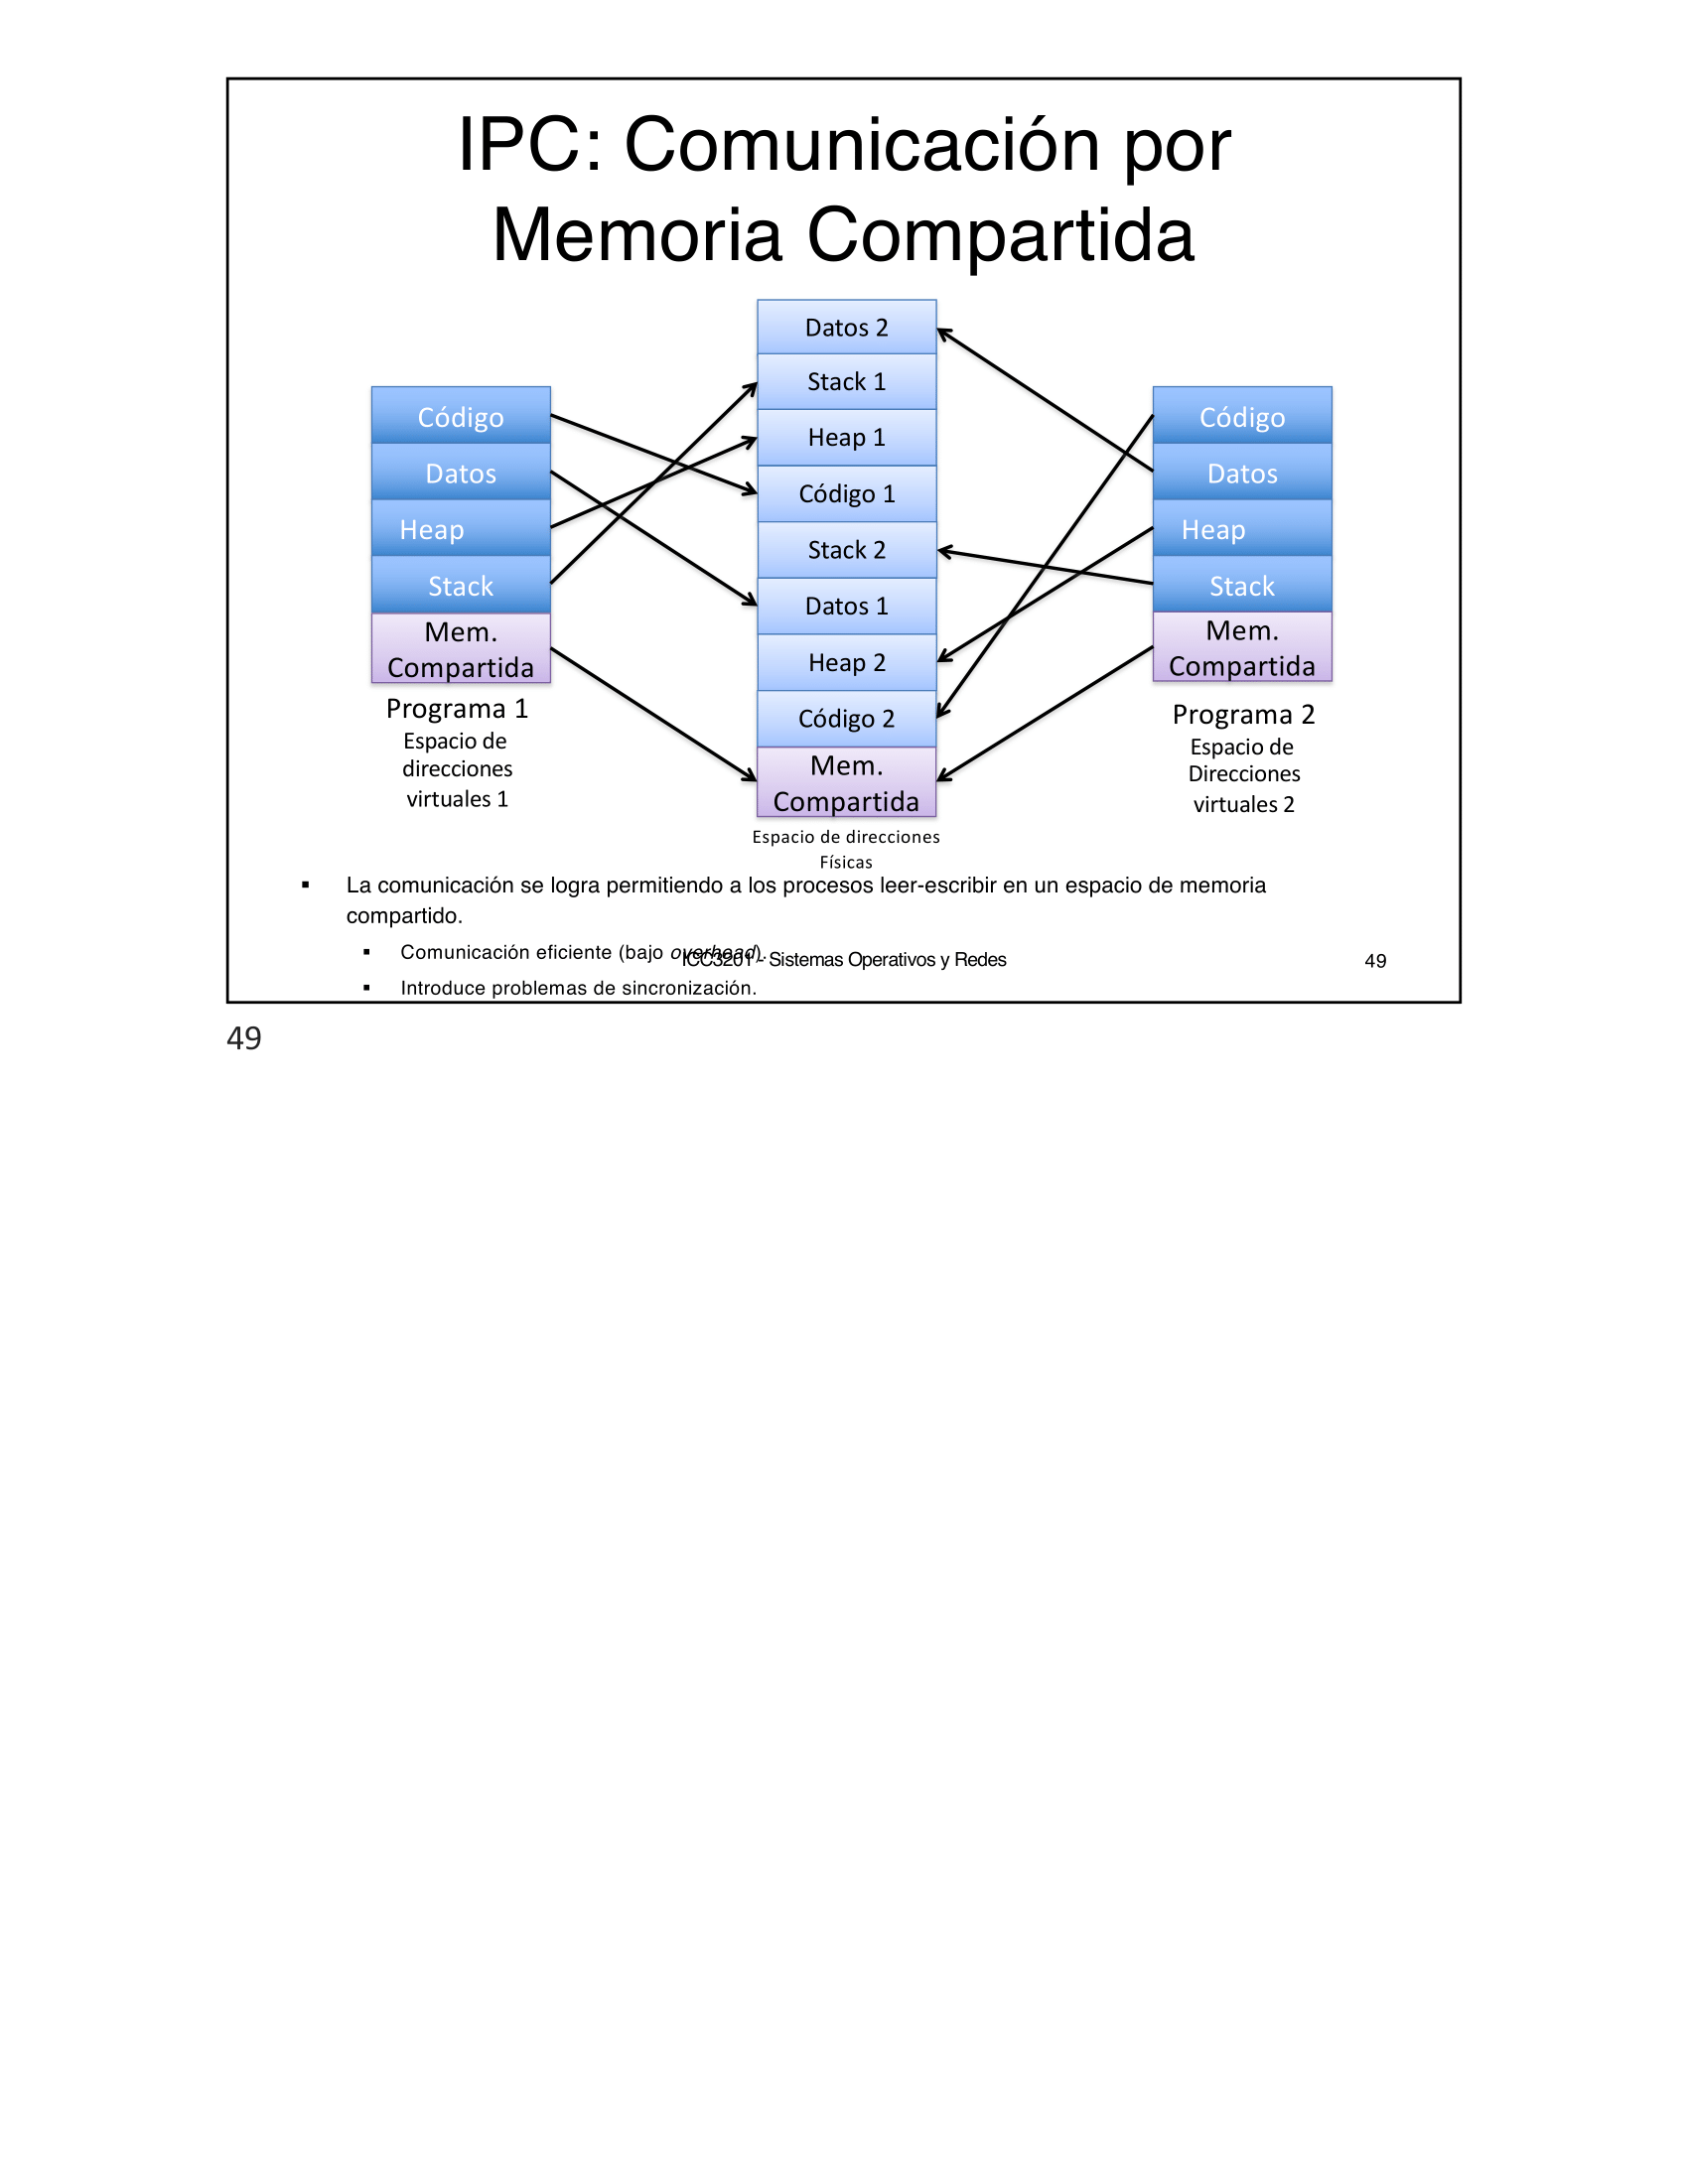 IPC: Comunicación por
Memoria Compartida
Código
Datos
Heap
Stack
Mem.
Compartida
Programa 1
Espacio de
direcciones
virtuales 1
Datos 2
Stack 1
Heap 1
Código 1
Stack 2
Datos 1
Heap 2
Código 2
Mem.
Compartida
Espacio de direcciones
Físicas
Código
Datos
Heap
Stack
Mem.
Compartida
Programa 2
Espacio de
Direcciones
virtuales 2
▪ La comunicación se logra permitiendo a los procesos leer-escribir en un espacio de memoria
compartido.
▪ Comunicación eficiente (bajo overhead).
▪ Introduce problemas de sincronización.
ICC3201 - Sistemas Operativos y Redes
49
49